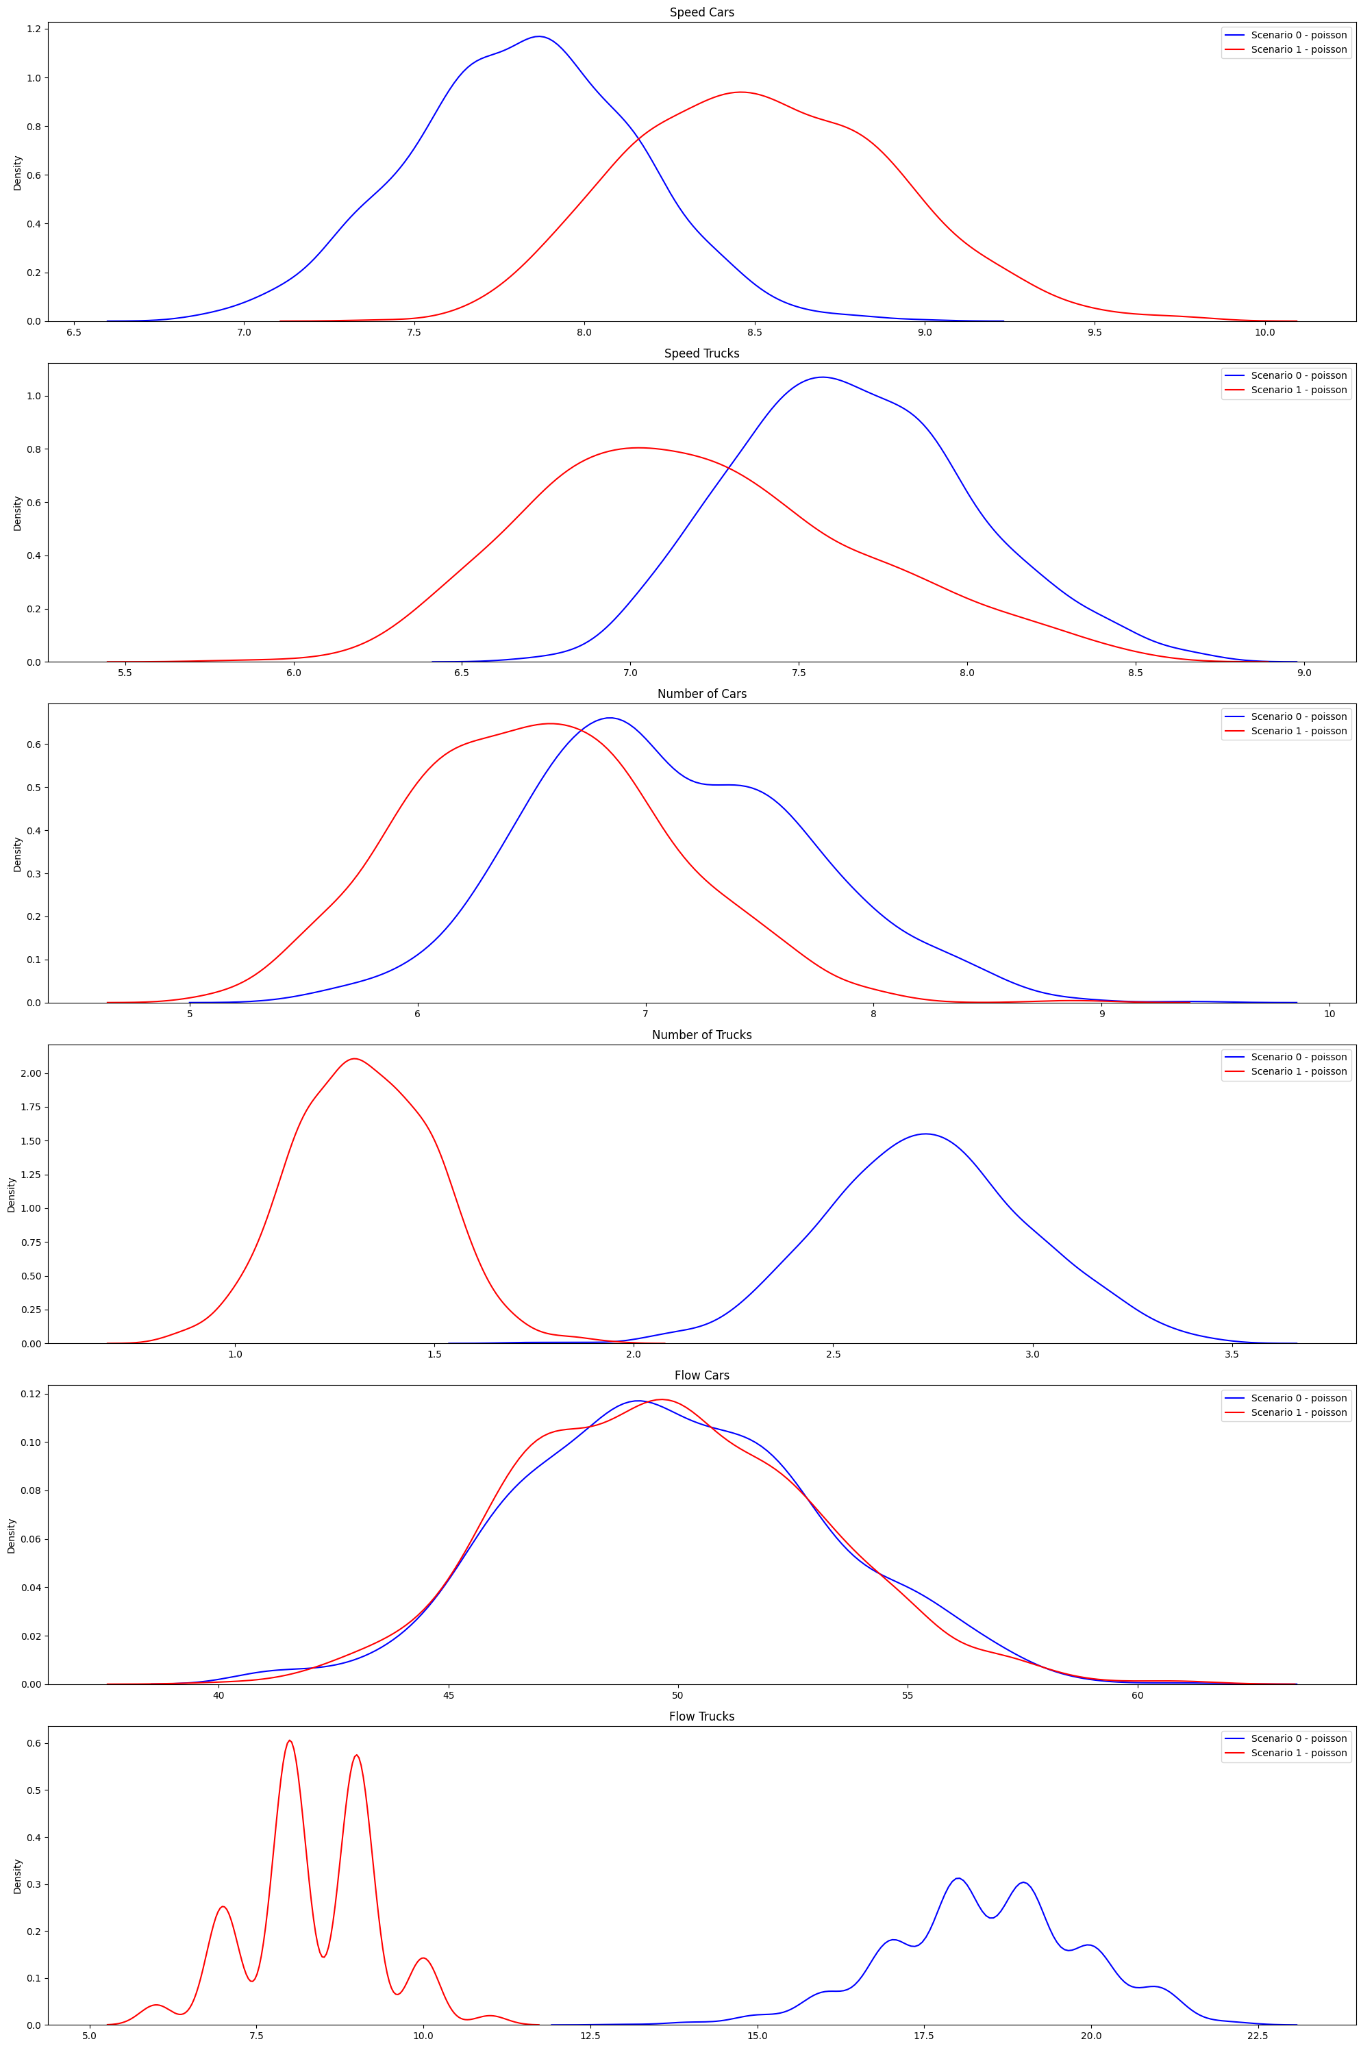 Speed Cars
Density
1.2
1.0
0.8
0.6
0.4
0.2
0.0
Scenario 0 - poisson
Scenario 1 - poisson
6.5 7.0 7.5 8.0 8.5 9.0 9.5 10.0
Speed Trucks
Density
1.0
0.8
0.6
0.4
0.2
0.0
Scenario 0 - poisson
Scenario 1 - poisson
5.5 6.0 6.5 7.0 7.5 8.0 8.5 9.0
Number of Cars
Density
0.6
0.5
0.4
0.3
0.2
0.1
0.0
Scenario 0 - poisson
Scenario 1 - poisson
5 6 7 8 9 10
Number of Trucks
Density
2.00
1.75
1.50
1.25
1.00
0.75
0.50
0.25
0.00
Scenario 0 - poisson
Scenario 1 - poisson
1.0 1.5 2.0 2.5 3.0 3.5
Flow Cars
Density
0.12
0.10
0.08
0.06
0.04
0.02
0.00
Scenario 0 - poisson
Scenario 1 - poisson
40 45 50 55 60
Flow Trucks
Density
0.6
0.5
0.4
0.3
0.2
0.1
0.0
Scenario 0 - poisson
Scenario 1 - poisson
5.0 7.5 10.0 12.5 15.0 17.5 20.0 22.5